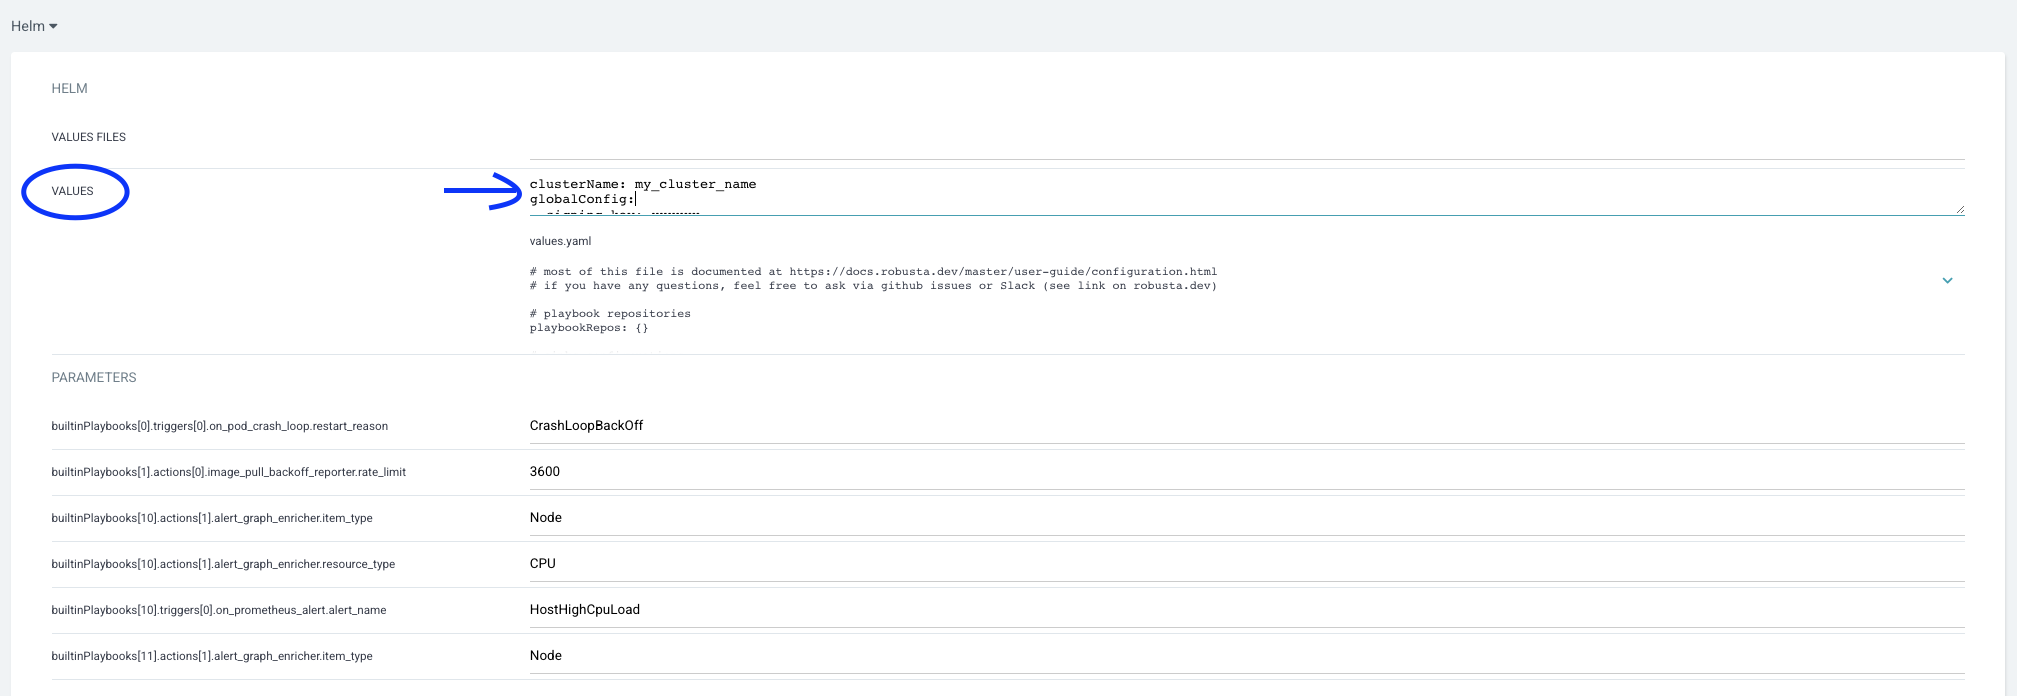 Helm
HELM
VALUES FILES
VALUES
clusterName: my_cluster_name
globalConfig:
values.yaml
# most of this file is documented at https://docs.robusta.dev/master/user-guide/configuration.html
# if you have any questions, feel free to ask via github issues or Slack (see link on robusta.dev)
# playbook repositories
playbookRepos: {}
PARAMETERS
builtinPlaybooks[0].triggers[0].on_pod_crash_loop.restart_reason
CrashLoopBackOff
builtinPlaybooks[1].actions[0].image_pull_backoff_reporter.rate_limit
3600
builtinPlaybooks[10].actions[1].alert_graph_enricher.item_type
Node
builtinPlaybooks[10].actions[1].alert_graph_enricher.resource_type
CPU
builtinPlaybooks[10].triggers[0].on_prometheus_alert.alert_name
HostHighCpuLoad
builtinPlaybooks[11].actions[1].alert_graph_enricher.item_type
Node